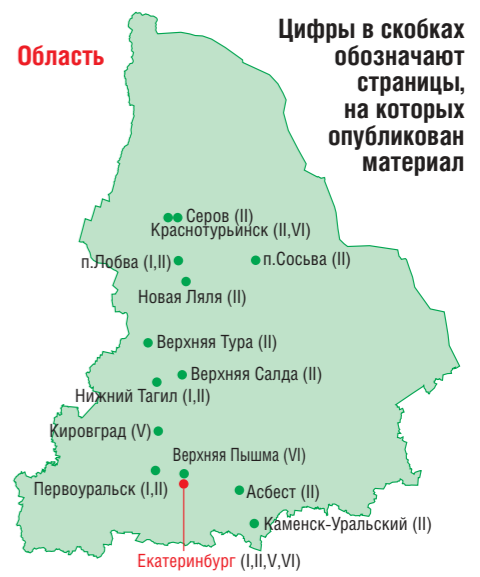 Цифры в скобках
обозначают
страницы,
на которых
опубликован
материал
Область
Серов (II)
Краснотурьинск (II,VI)
п.Лобва (I,II)
п.Сосьва (II)
Новая Ляля (II)
Верхняя Тура (II)
Верхняя Салда (II)
Нижний Тагил (I,II)
Кировград (V)
Верхняя Пышма (VI)
Первоуральск (I,II)
Асбест (II)
Каменск-Уральский (II)
Екатеринбург (I,II,V,VI)